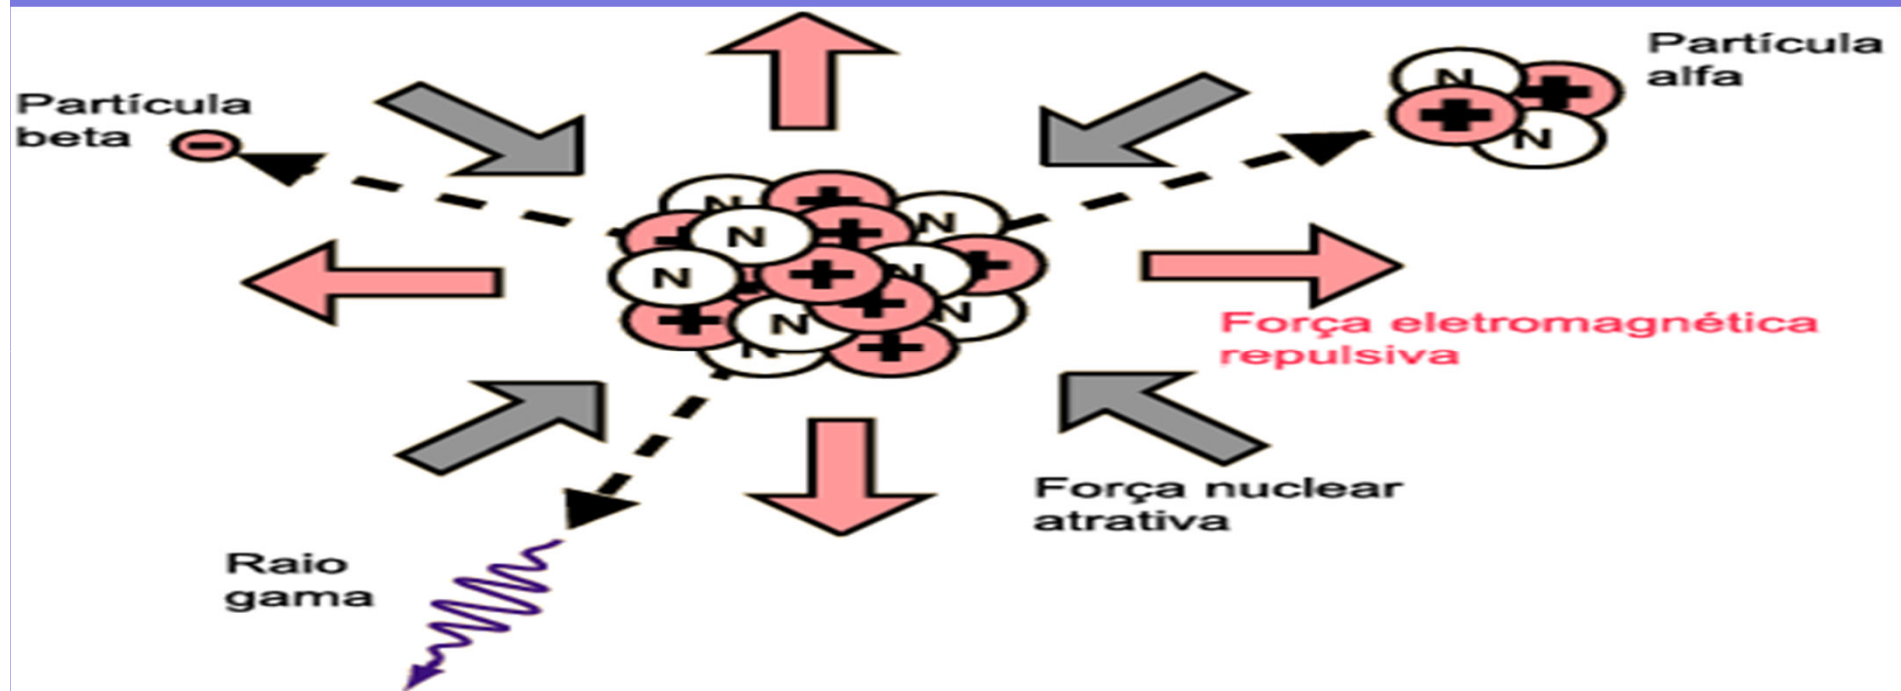 Partícula
alfa
Partícula
beta
N
+
+
N
−
N
+
N
+
N
+
+
N
+
N
N
+
+
N
N
+
N
+
Força eletromagnética
repulsiva
Força nuclear
atrativa
Raio
gama